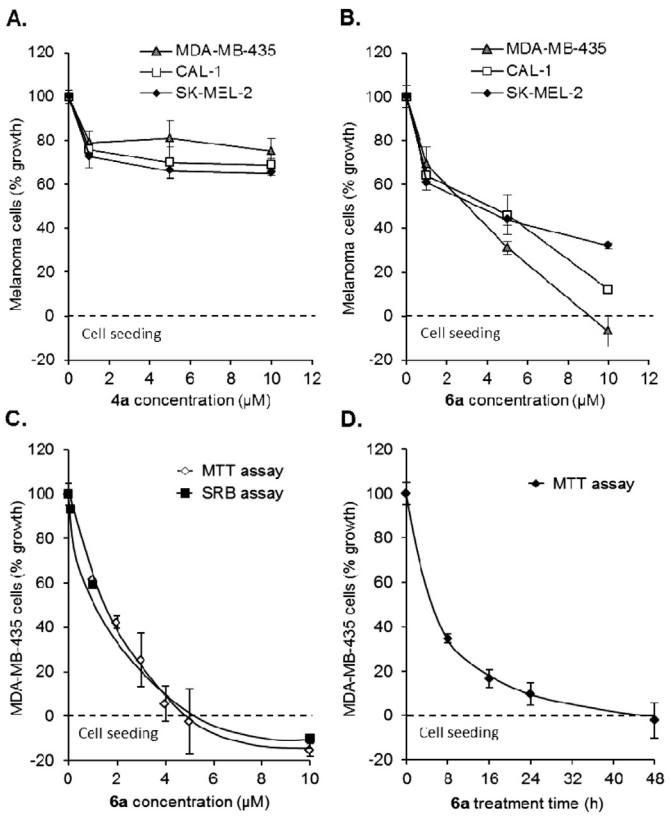 A.
MDA-MB-435
CAL-1
SK-MEL-2
Melanoma cells (% growth)
120
100
80
60
40
20
0
-20
Cell seeding
0 2 4 6 8 10 12
4a concentration (µM)
B.
MDA-MB-435
CAL-1
SK-MEL-2
Melanoma cells (% growth)
120
100
80
60
40
20
0
-20
Cell seeding
0 2 4 6 8 10 12
6a concentration (µM)
C.
MTT assay
SRB assay
MDA-MB-435 cells (% growth)
120
100
80
60
40
20
0
-20
Cell seeding
0 2 4 6 8 10
6a concentration (µM)
D.
MTT assay
MDA-MB-435 cells (% growth)
120
100
80
60
40
20
0
-20
Cell seeding
0 8 16 24 32 40 48
6a treatment time (h)